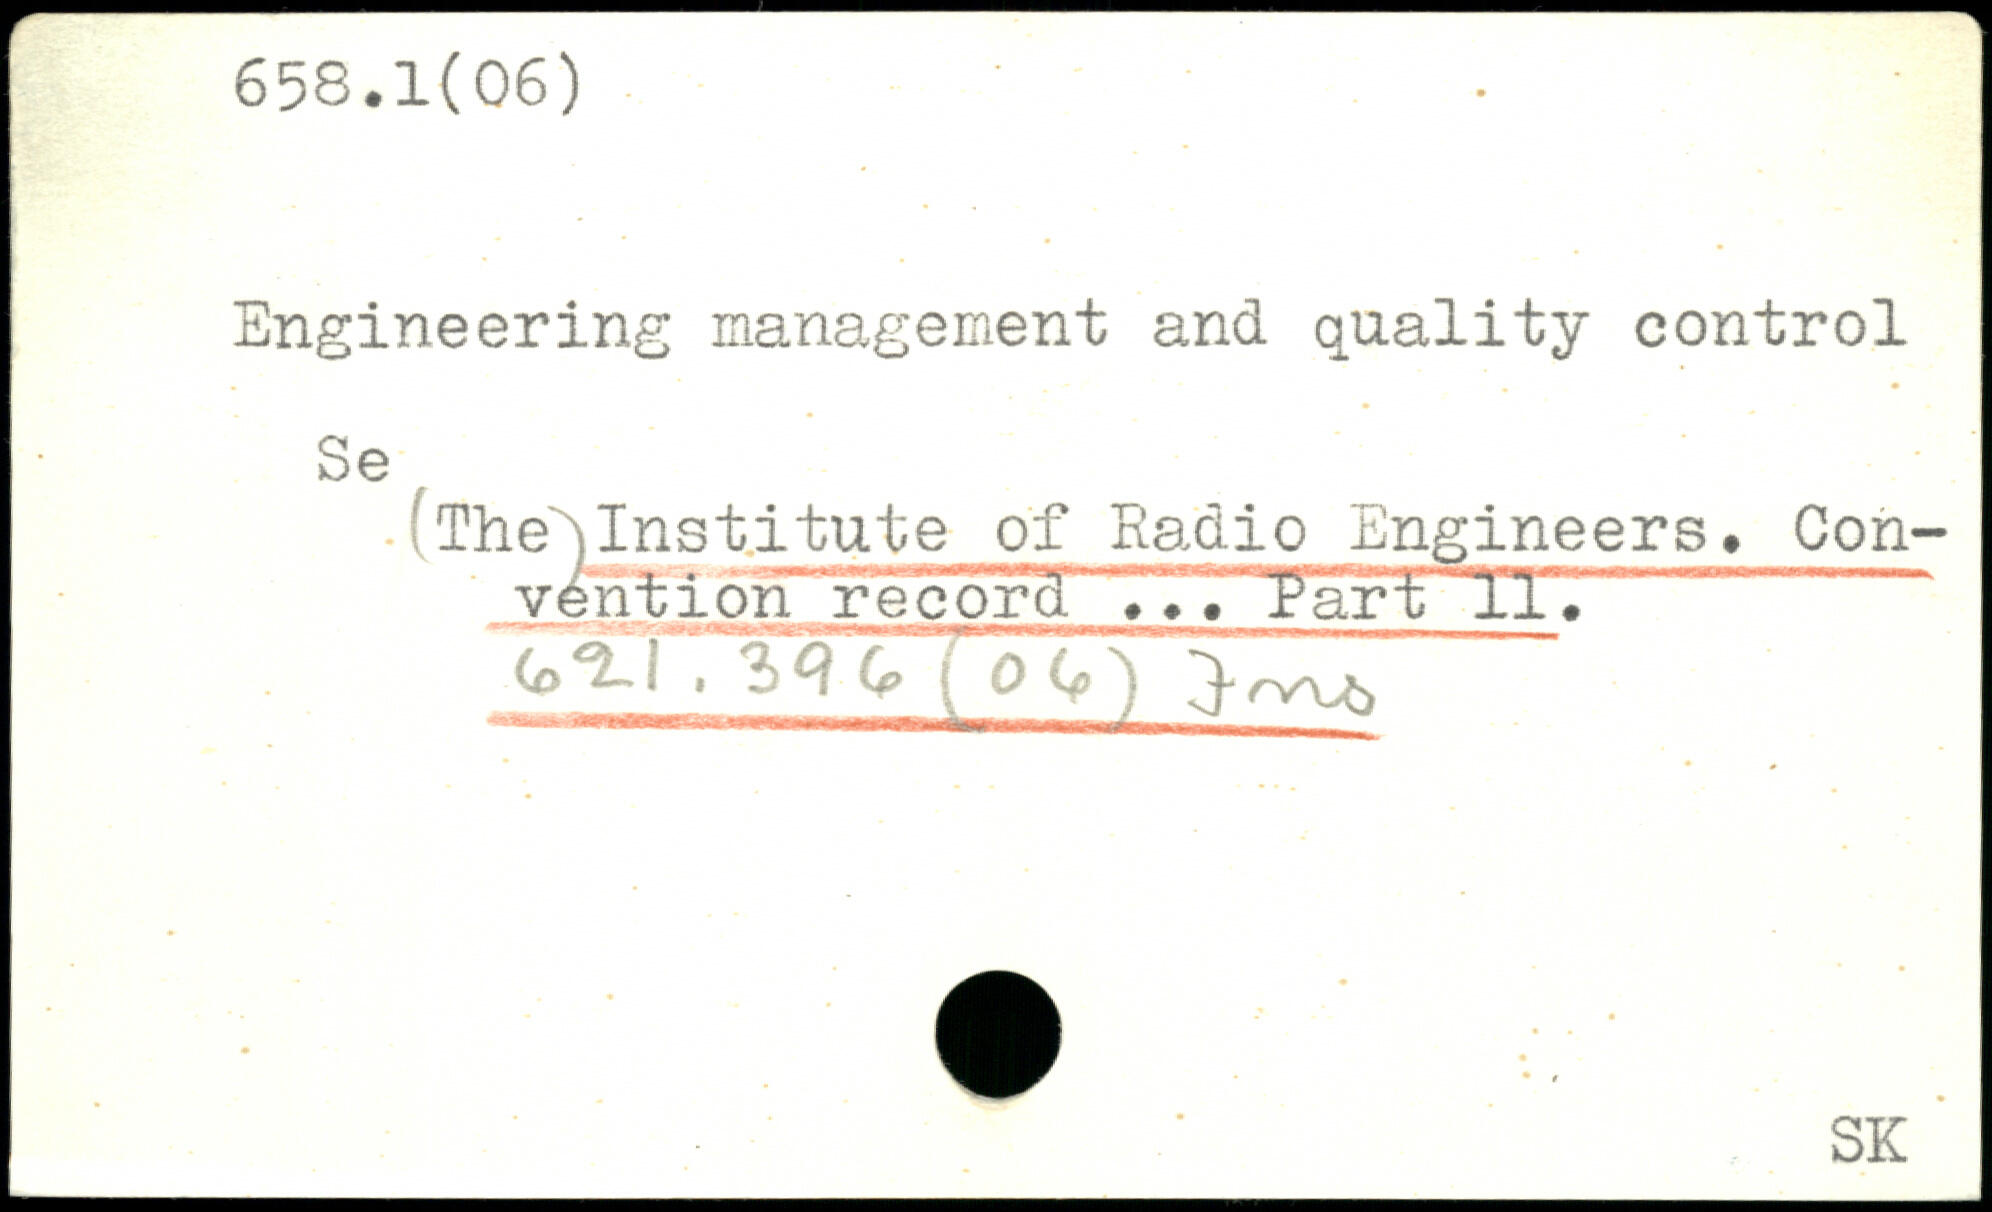 658.1(06)
Engineering management and quality control
Se
(The) Institute of Radio Engineers. Con-
vention record ... Part 11.
621.396(06) Ins
SK